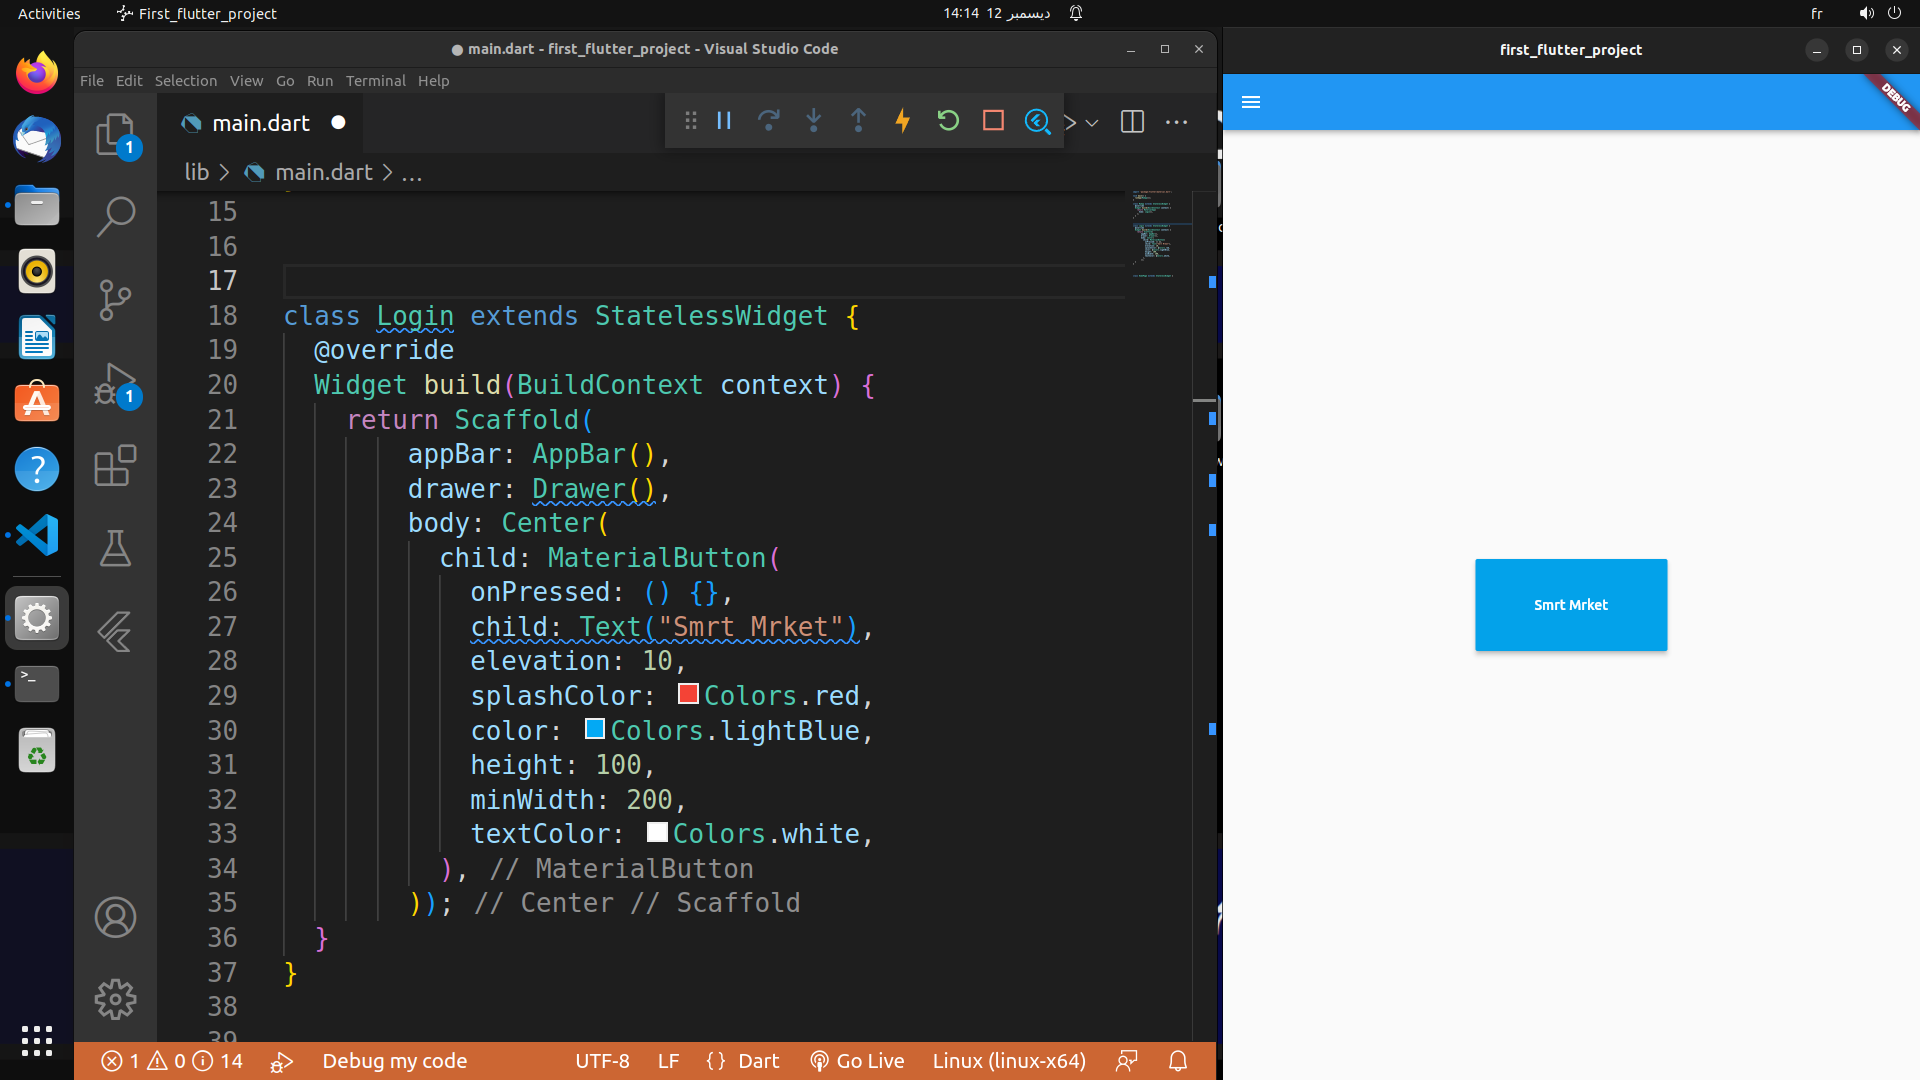 Activities
First_flutter_project
14:14 12 ديسمبر
fr
main.dart - first_flutter_project - Visual Studio Code
File Edit Selection View Go Run Terminal Help
1
main.dart
lib > main.dart > ...
15
16
17
18 class Login extends StatelessWidget {
19 @override
20 Widget build(BuildContext context) {
21 return Scaffold(
22 appBar: AppBar(),
23 drawer: Drawer(),
24 body: Center(
25 child: MaterialButton(
26 onPressed: () {},
27 child: Text("Smrt Mrket"),
28 elevation: 10,
29 splashColor: Colors.red,
30 color: Colors.lightBlue,
31 height: 100,
32 minWidth: 200,
33 textColor: Colors.white,
34 ), // MaterialButton
35 )); // Center // Scaffold
36 }
37 }
38
39
1
1 0 14 Debug my code UTF-8 LF {} Dart Go Live Linux (linux-x64)
first_flutter_project
DEBUG
Smrt Mrket